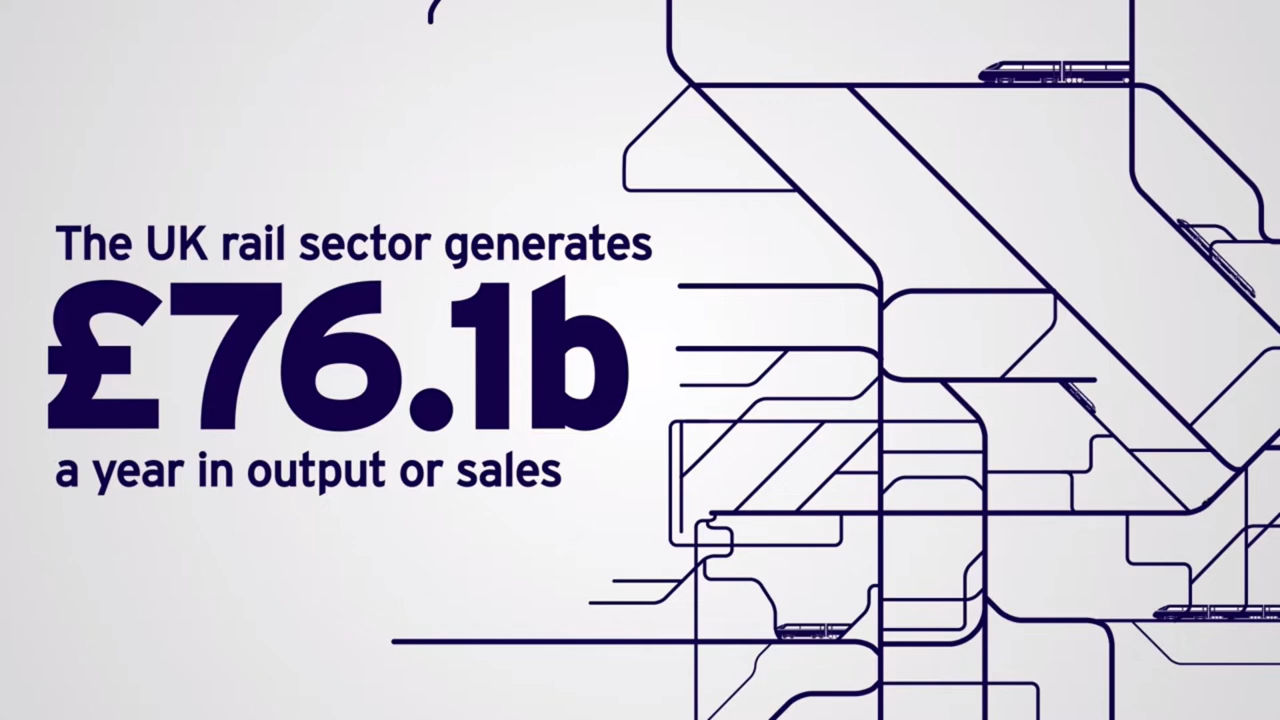 The UK rail sector generates
£76.1b
a year in output or sales